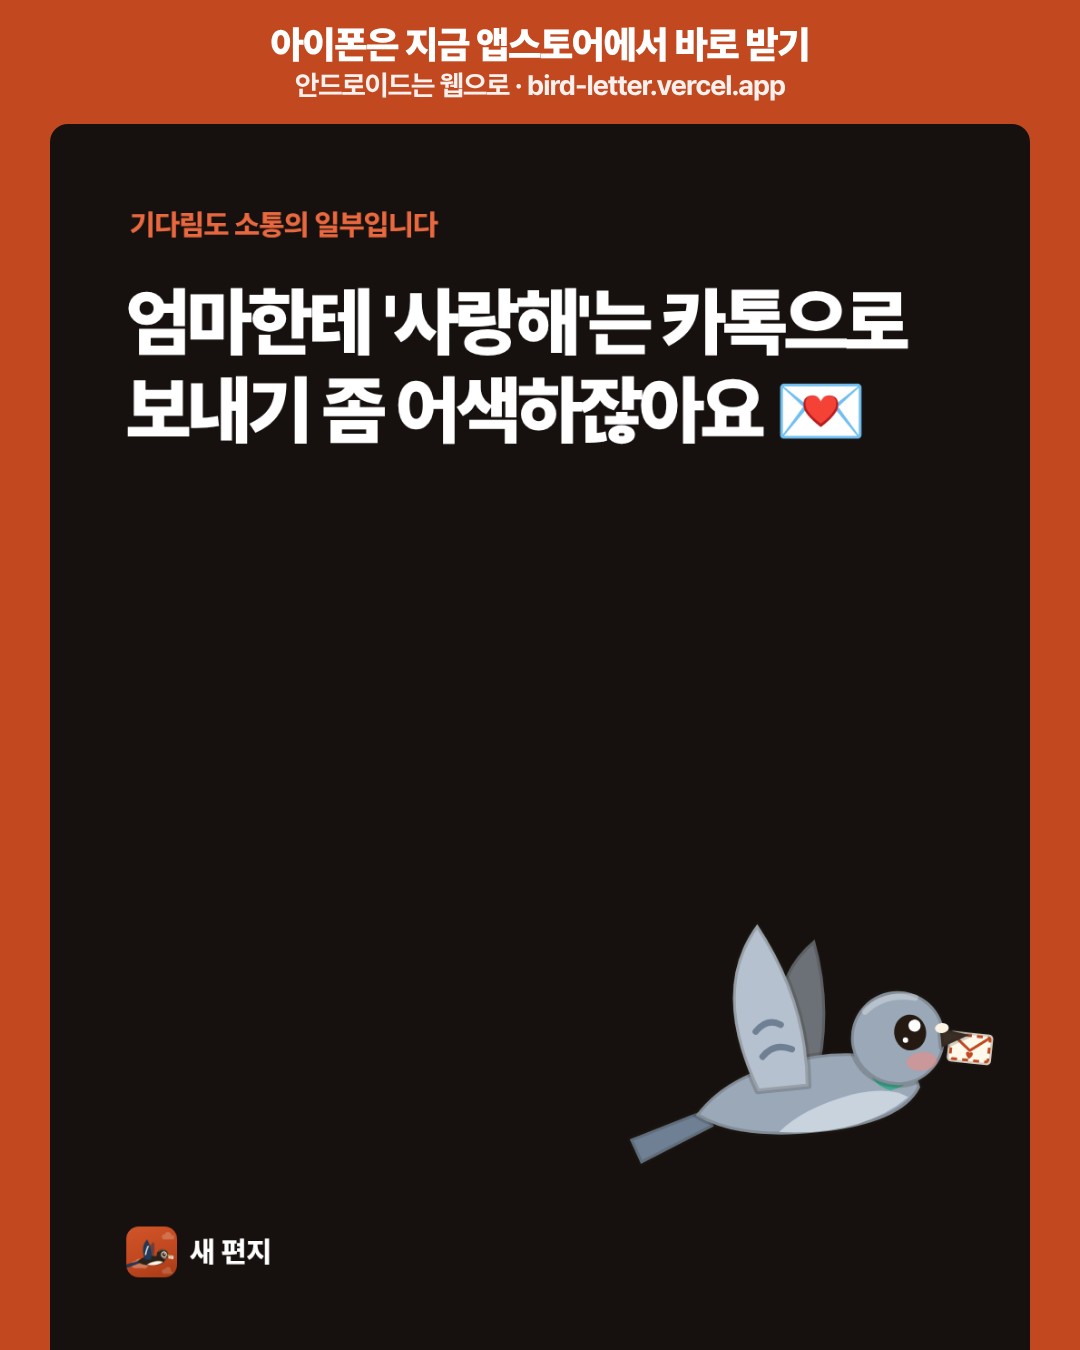 아이폰은 지금 앱스토어에서 바로 받기
안드로이드는 웹으로 · bird-letter.vercel.app
기다림도 소통의 일부입니다
엄마한테 '사랑해'는 카톡으로
보내기 좀 어색하잖아요 💌
새 편지